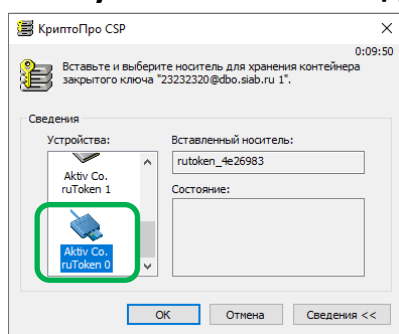 КриптоПро CSP
0:09:50
Вставьте и выберите носитель для хранения контейнера
закрытого ключа "23232320@dbo.siab.ru 1".
Сведения
Устройства:
Вставленный носитель:
Aktiv Co.
ruToken 1
rutoken_4e26983
Состояние:
Aktiv Co.
ruToken 0
OK
Отмена
Сведения <<